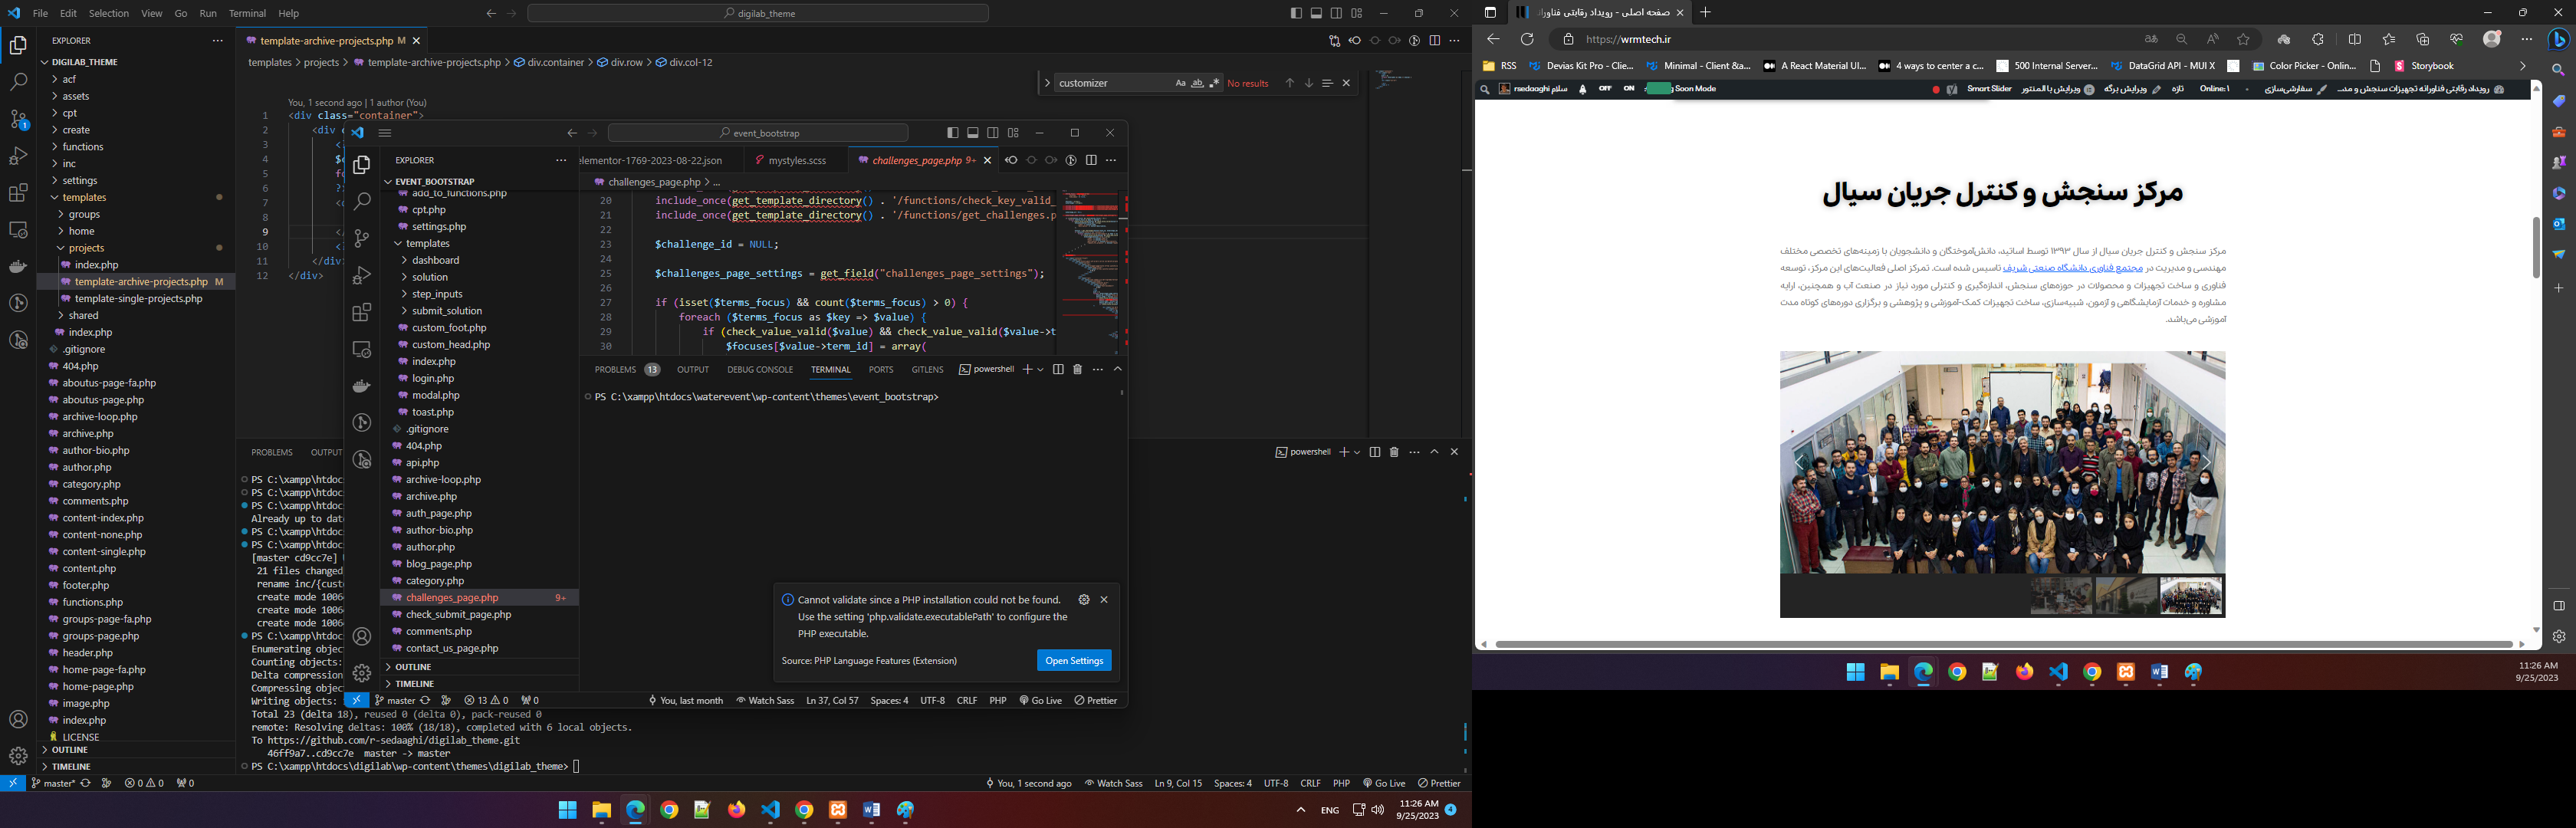 File Edit Selection View Go Run Terminal Help
digilab_theme
EXPLORER
DIGILAB_THEME
acf
assets
cpt
create
functions
inc
settings
templates
groups
home
projects
index.php
template-archive-projects.php M
template-single-projects.php
shared
index.php
.gitignore
404.php
aboutus-page-fa.php
aboutus-page.php
archive-loop.php
archive.php
author-bio.php
author.php
category.php
comments.php
content-index.php
content-none.php
content-single.php
content.php
footer.php
functions.php
groups-page-fa.php
groups-page.php
header.php
home-page-fa.php
home-page.php
image.php
index.php
LICENSE
OUTLINE
TIMELINE
template-archive-projects.php M
templates > projects > template-archive-projects.php > div.container > div.row > div.col-12
customizer
No results
You, 1 second ago | 1 author (You)
1 <div class="container">
2 <div c
3 <
4 $
5 fo
6 ?
7 <
8
9 </
10 <
11 </di
12 </div>
PROBLEMS OUTPUT
powershell
PS C:\xampp\htdoc
PS C:\xampp\htdoc
PS C:\xampp\htdoc
Already up to dat
PS C:\xampp\htdoc
PS C:\xampp\htdoc
[master cd9cc7e]
21 files changed
rename inc/{cust
create mode 1006
create mode 1006
create mode 1006
PS C:\xampp\htdoc
Enumerating objec
Counting objects:
Delta compression
Compressing objec
Writing objects:
Total 23 (delta 18), reused 0 (delta 0), pack-reused 0
remote: Resolving deltas: 100% (18/18), completed with 6 local objects.
To https://github.com/r-sedaaghi/digilab_theme.git
46ff9a7..cd9cc7e master -> master
PS C:\xampp\htdocs\digilab\wp-content\themes\digilab_theme>
master* 0 0 0
You, 1 second ago Watch Sass Ln 9, Col 15 Spaces: 4 UTF-8 CRLF PHP Go Live Prettier
ENG
11:26 AM
9/25/2023
4
event_bootstrap
EXPLORER
EVENT_BOOTSTRAP
add_to_functions.php
cpt.php
settings.php
templates
dashboard
solution
step_inputs
submit_solution
custom_foot.php
custom_head.php
index.php
login.php
modal.php
toast.php
.gitignore
404.php
api.php
archive-loop.php
archive.php
auth_page.php
author-bio.php
author.php
blog_page.php
category.php
challenges_page.php 9+
check_submit_page.php
comments.php
contact_us_page.php
OUTLINE
TIMELINE
elementor-1769-2023-08-22.json mystyles.scss challenges_page.php 9+
challenges_page.php > ...
20 include_once(get_template_directory() . '/functions/check_key_valid_
21 include_once(get_template_directory() . '/functions/get_challenges.p
22
23 $challenge_id = NULL;
24
25 $challenges_page_settings = get_field("challenges_page_settings");
26
27 if (isset($terms_focus) && count($terms_focus) > 0) {
28 foreach ($terms_focus as $key => $value) {
29 if (check_value_valid($value) && check_value_valid($value->t
30 $focuses[$value->term_id] = array(
PROBLEMS 13 OUTPUT DEBUG CONSOLE TERMINAL PORTS GITLENS powershell
PS C:\xampp\htdocs\waterevent\wp-content\themes\event_bootstrap>
Cannot validate since a PHP installation could not be found.
Use the setting 'php.validate.executablePath' to configure the
PHP executable.
Source: PHP Language Features (Extension)
Open Settings
master 13 0 0
You, last month Watch Sass Ln 37, Col 57 Spaces: 4 UTF-8 CRLF PHP Go Live Prettier
صفحه اصلی - رویداد رقابتی فناوران
https://wrmtech.ir
RSS Devias Kit Pro - Clie... Minimal - Client &a... A React Material UI... 4 ways to center a c... 500 Internal Server... DataGrid API - MUI X Color Picker - Onlin... Storybook
سلام rsedaaghi
OFF ON
Soon Mode
Smart Slider
ویرایش با المنتور
ویرایش برگه
تازه
Online: 1
سفارشی‌سازی
رویداد رقابتی فناورانه تجهیزات سنجش و مد...
مرکز سنجش و کنترل جریان سیال
مرکز سنجش و کنترل جریان سیال از سال ۱۳۹۳ توسط اساتید، دانش‌آموختگان و دانشجویان با زمینه‌های تخصصی مختلف
مهندسی و مدیریت در مجتمع فناوری دانشگاه صنعتی شریف تاسیس شده است. تمرکز اصلی فعالیت‌های این مرکز، توسعه
فناوری و ساخت تجهیزات و محصولات در حوزه‌های سنجش، اندازه‌گیری و کنترلی مورد نیاز در صنعت آب و همچنین، ارایه
مشاوره و خدمات آزمایشگاهی و آزمون، شبیه‌سازی، ساخت تجهیزات کمک-آموزشی و پژوهشی و برگزاری دوره‌های کوتاه مدت
آموزشی می‌باشد.
11:26 AM
9/25/2023